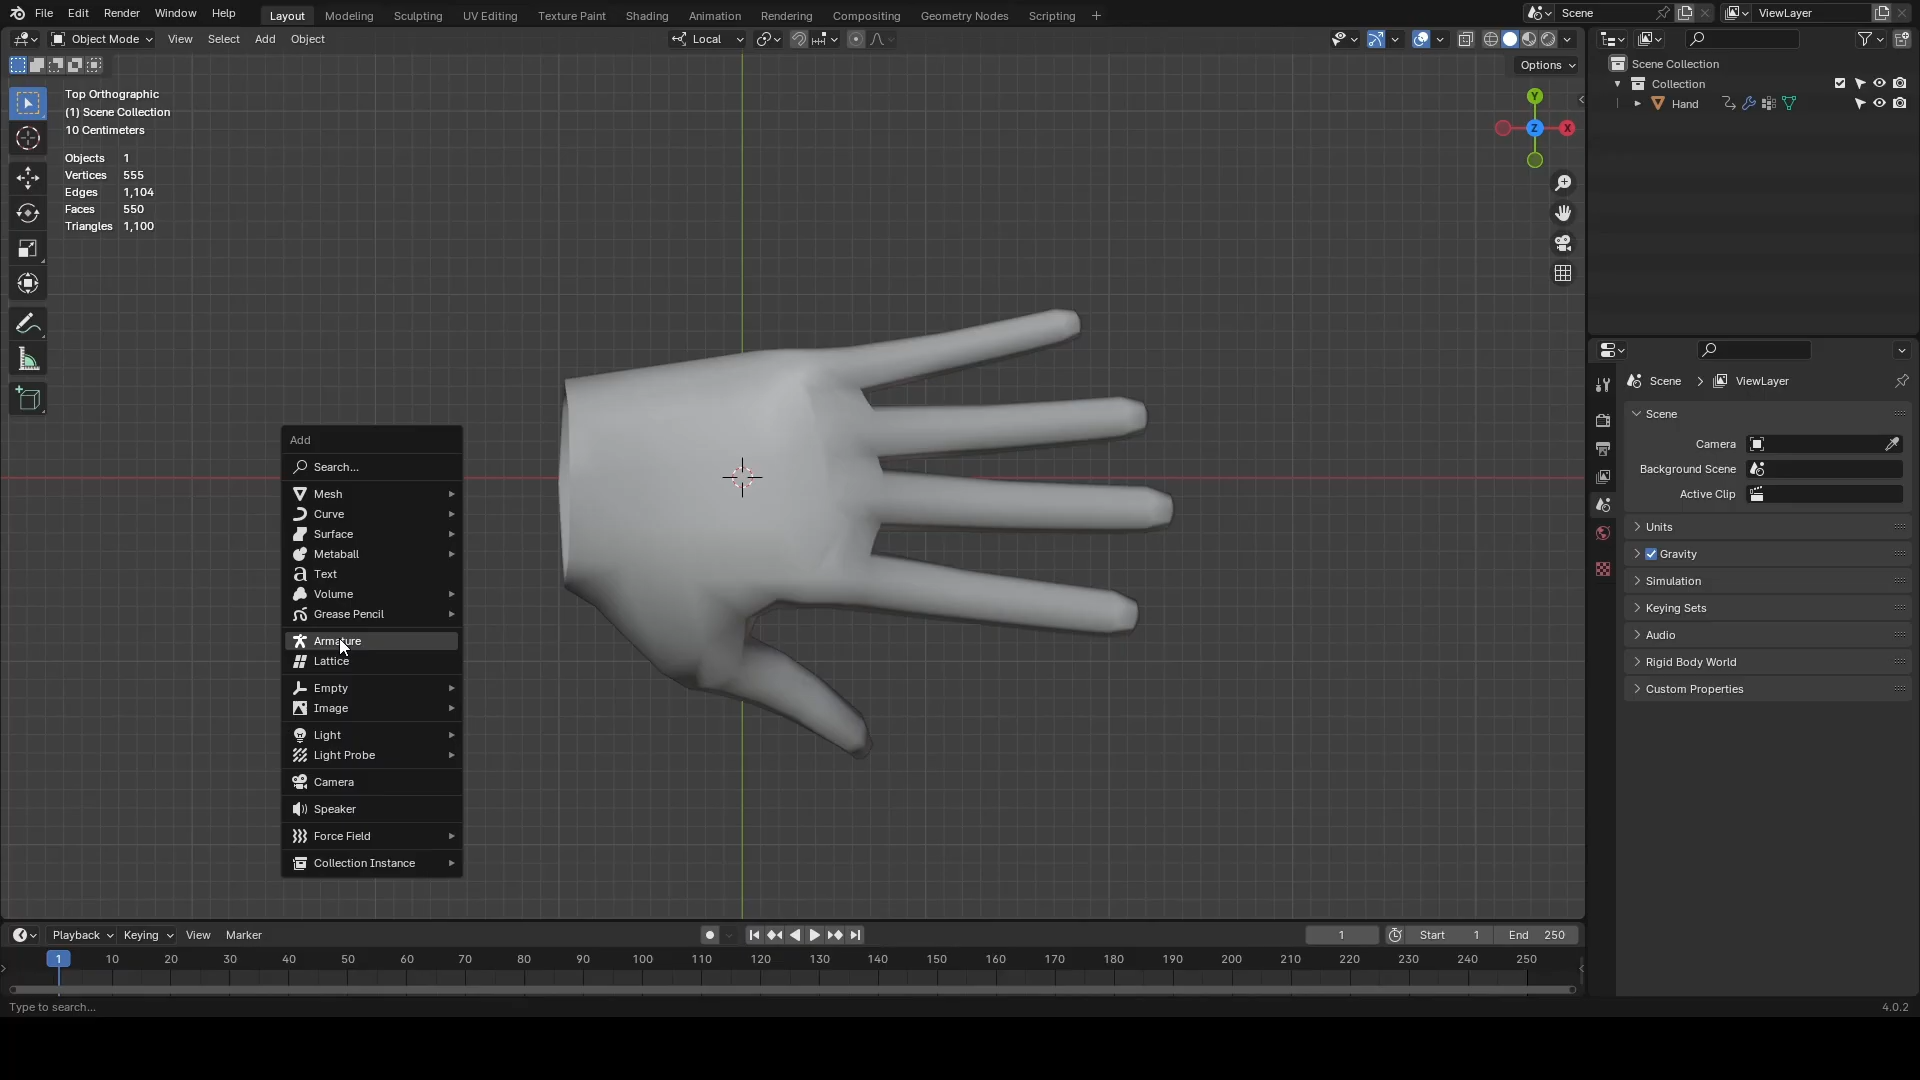 File Edit Render Window Help Layout Modeling Sculpting UV Editing Texture Paint Shading Animation Rendering Compositing Geometry Nodes Scripting + Scene ViewLayer
Object Mode View Select Add Object Local
Options
Top Orthographic
(1) Scene Collection
10 Centimeters
Objects 1
Vertices 555
Edges 1,104
Faces 550
Triangles 1,100
Y
Z
X
Add
Search...
Mesh
Curve
Surface
Metaball
Text
Volume
Grease Pencil
Armature
Lattice
Empty
Image
Light
Light Probe
Camera
Speaker
Force Field
Collection Instance
Scene Collection
Collection
Hand
Scene > ViewLayer
Scene
Camera
Background Scene
Active Clip
Units
Gravity
Simulation
Keying Sets
Audio
Rigid Body World
Custom Properties
Playback Keying View Marker 1 Start 1 End 250
1 10 20 30 40 50 60 70 80 90 100 110 120 130 140 150 160 170 180 190 200 210 220 230 240 250
Type to search... 4.0.2